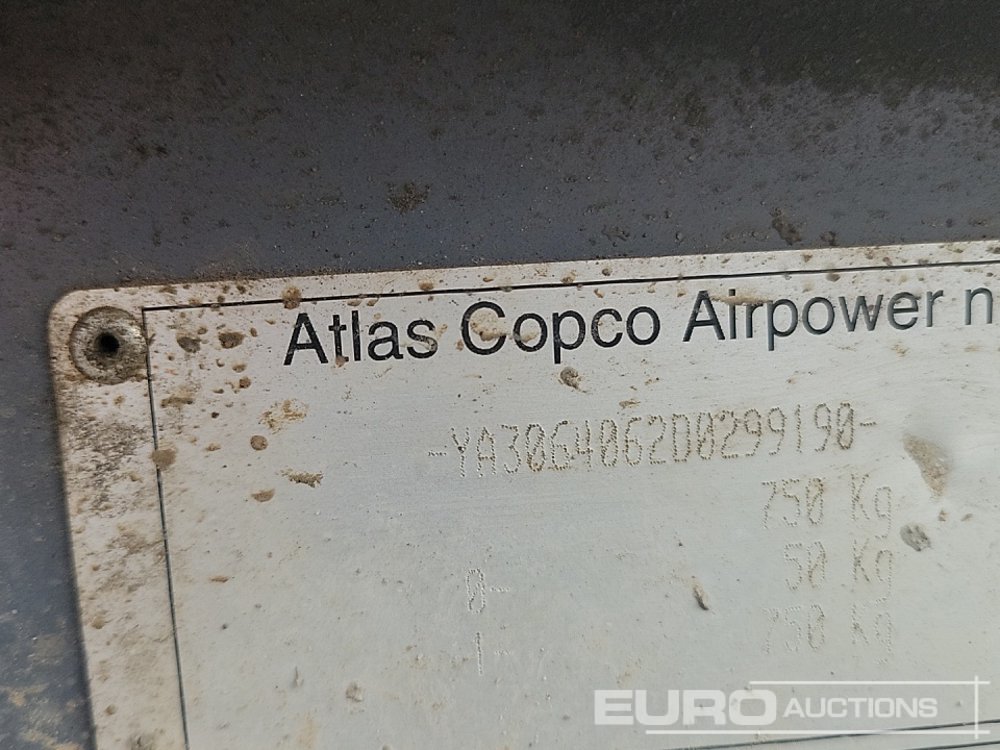 Atlas Copco Airpower n
-YA3064062D0299190-
750 Kg
0- 50 Kg
1- 750 Kg
EURO AUCTIONS